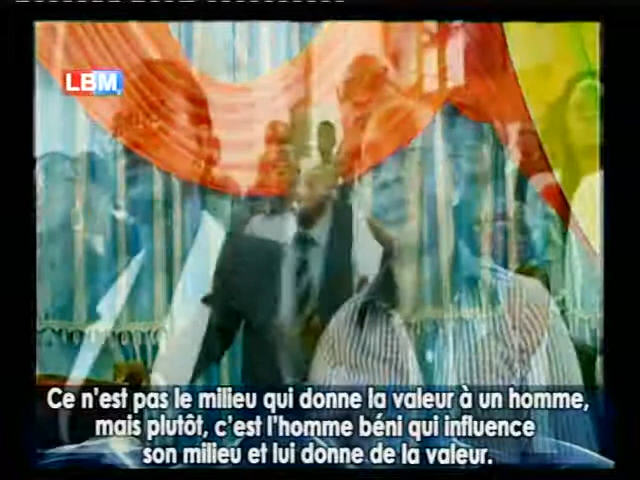 LBM
Ce n'est pas le milieu qui donne la valeur à un homme,
mais plutôt, c'est l'homme béni qui influence
son milieu et lui donne de la valeur.